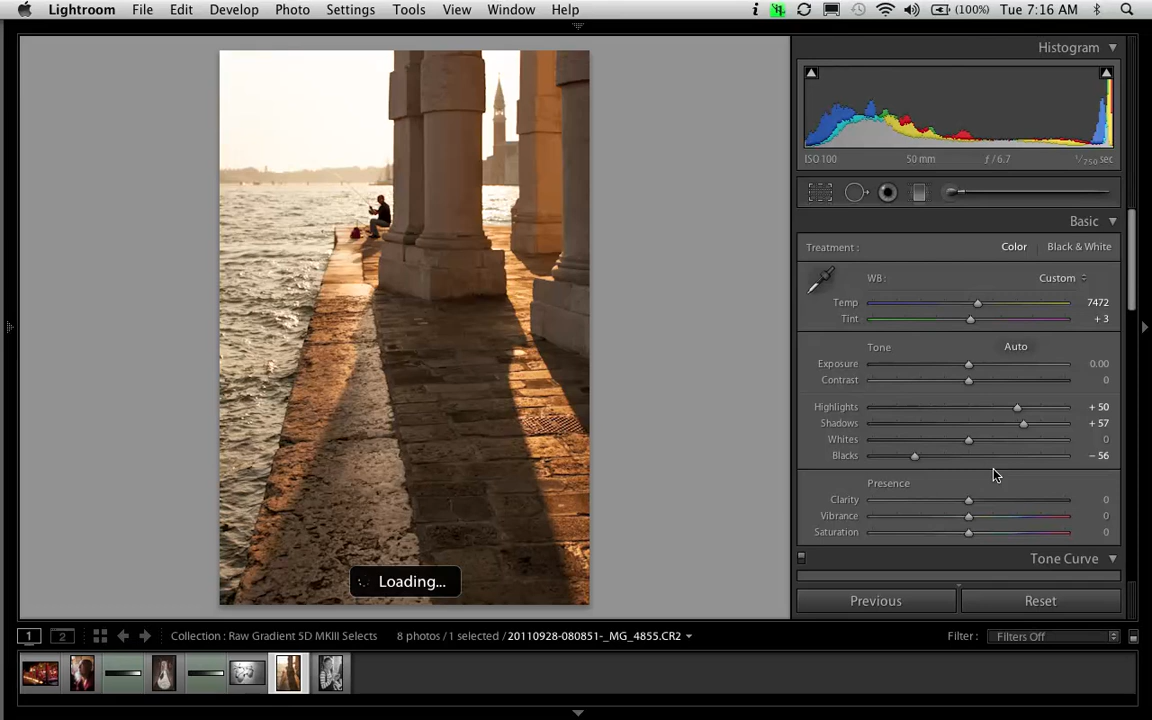 Lightroom File Edit Develop Photo Settings Tools View Window Help (100%) Tue 7:16 AM
Histogram
ISO 100 50 mm ƒ / 6.7 1/750 sec
Basic
Treatment : Color Black & White
WB: Custom
Temp 7472
Tint + 3
Tone Auto
Exposure 0.00
Contrast 0
Highlights + 50
Shadows + 57
Whites 0
Blacks − 56
Presence
Clarity 0
Vibrance 0
Saturation 0
Loading...
Tone Curve
Previous Reset
1 2 Collection : Raw Gradient 5D MKIII Selects 8 photos / 1 selected / 20110928-080851-_MG_4855.CR2 Filter : Filters Off